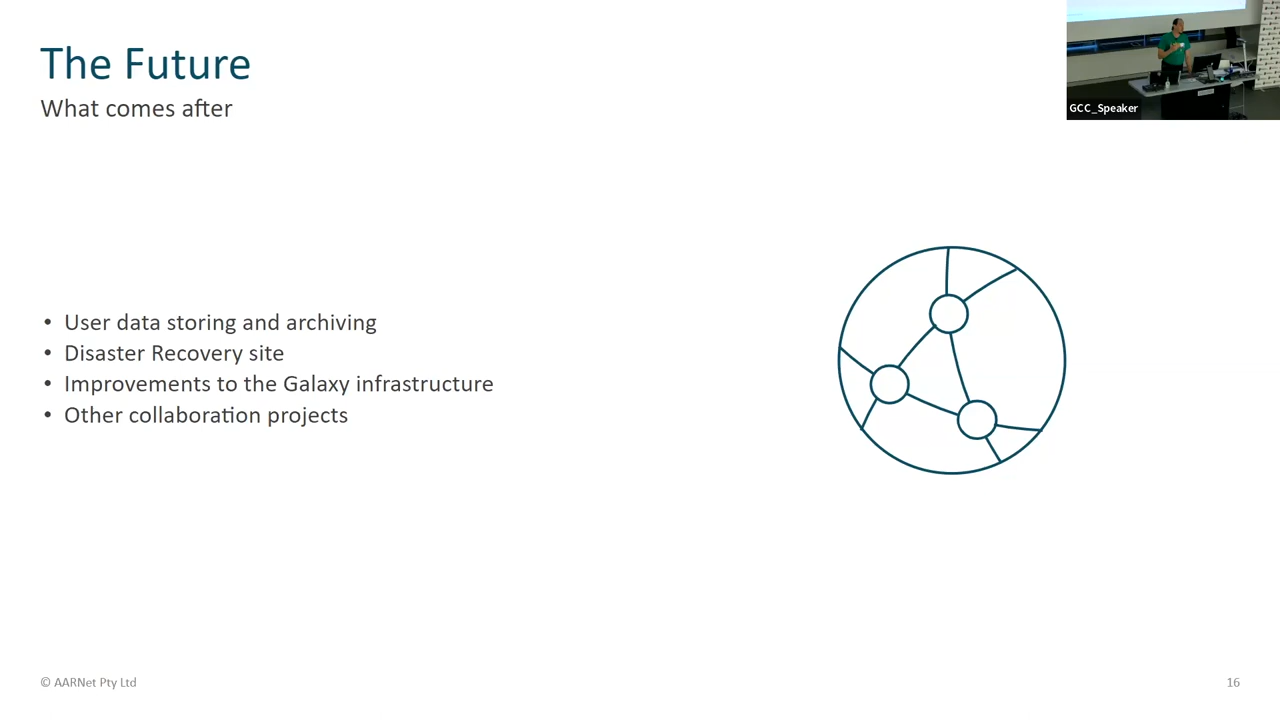 The Future
What comes after
GCC_Speaker
• User data storing and archiving
• Disaster Recovery site
• Improvements to the Galaxy infrastructure
• Other collaboration projects
© AARNet Pty Ltd
16